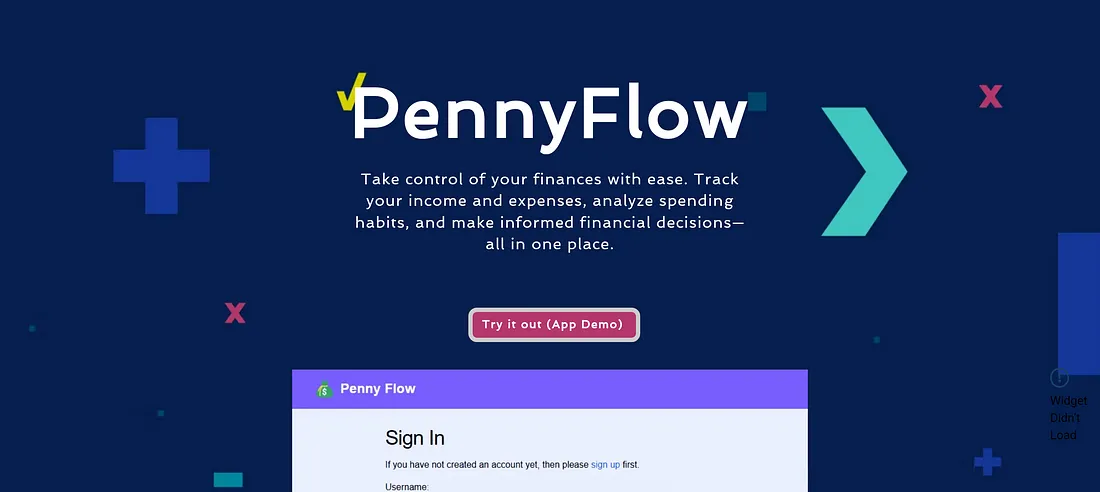 PennyFlow
Take control of your finances with ease. Track
your income and expenses, analyze spending
habits, and make informed financial decisions—
all in one place.
Try it out (App Demo)
Penny Flow
Sign In
If you have not created an account yet, then please sign up first.
Username:
Widget
Didn't
Load